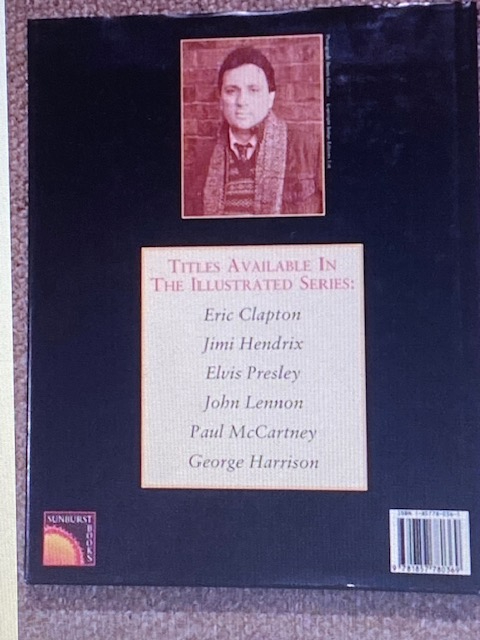 TITLES AVAILABLE IN
THE ILLUSTRATED SERIES:
Eric Clapton
Jimi Hendrix
Elvis Presley
John Lennon
Paul McCartney
George Harrison
SUNBURST
BOOKS
ISBN